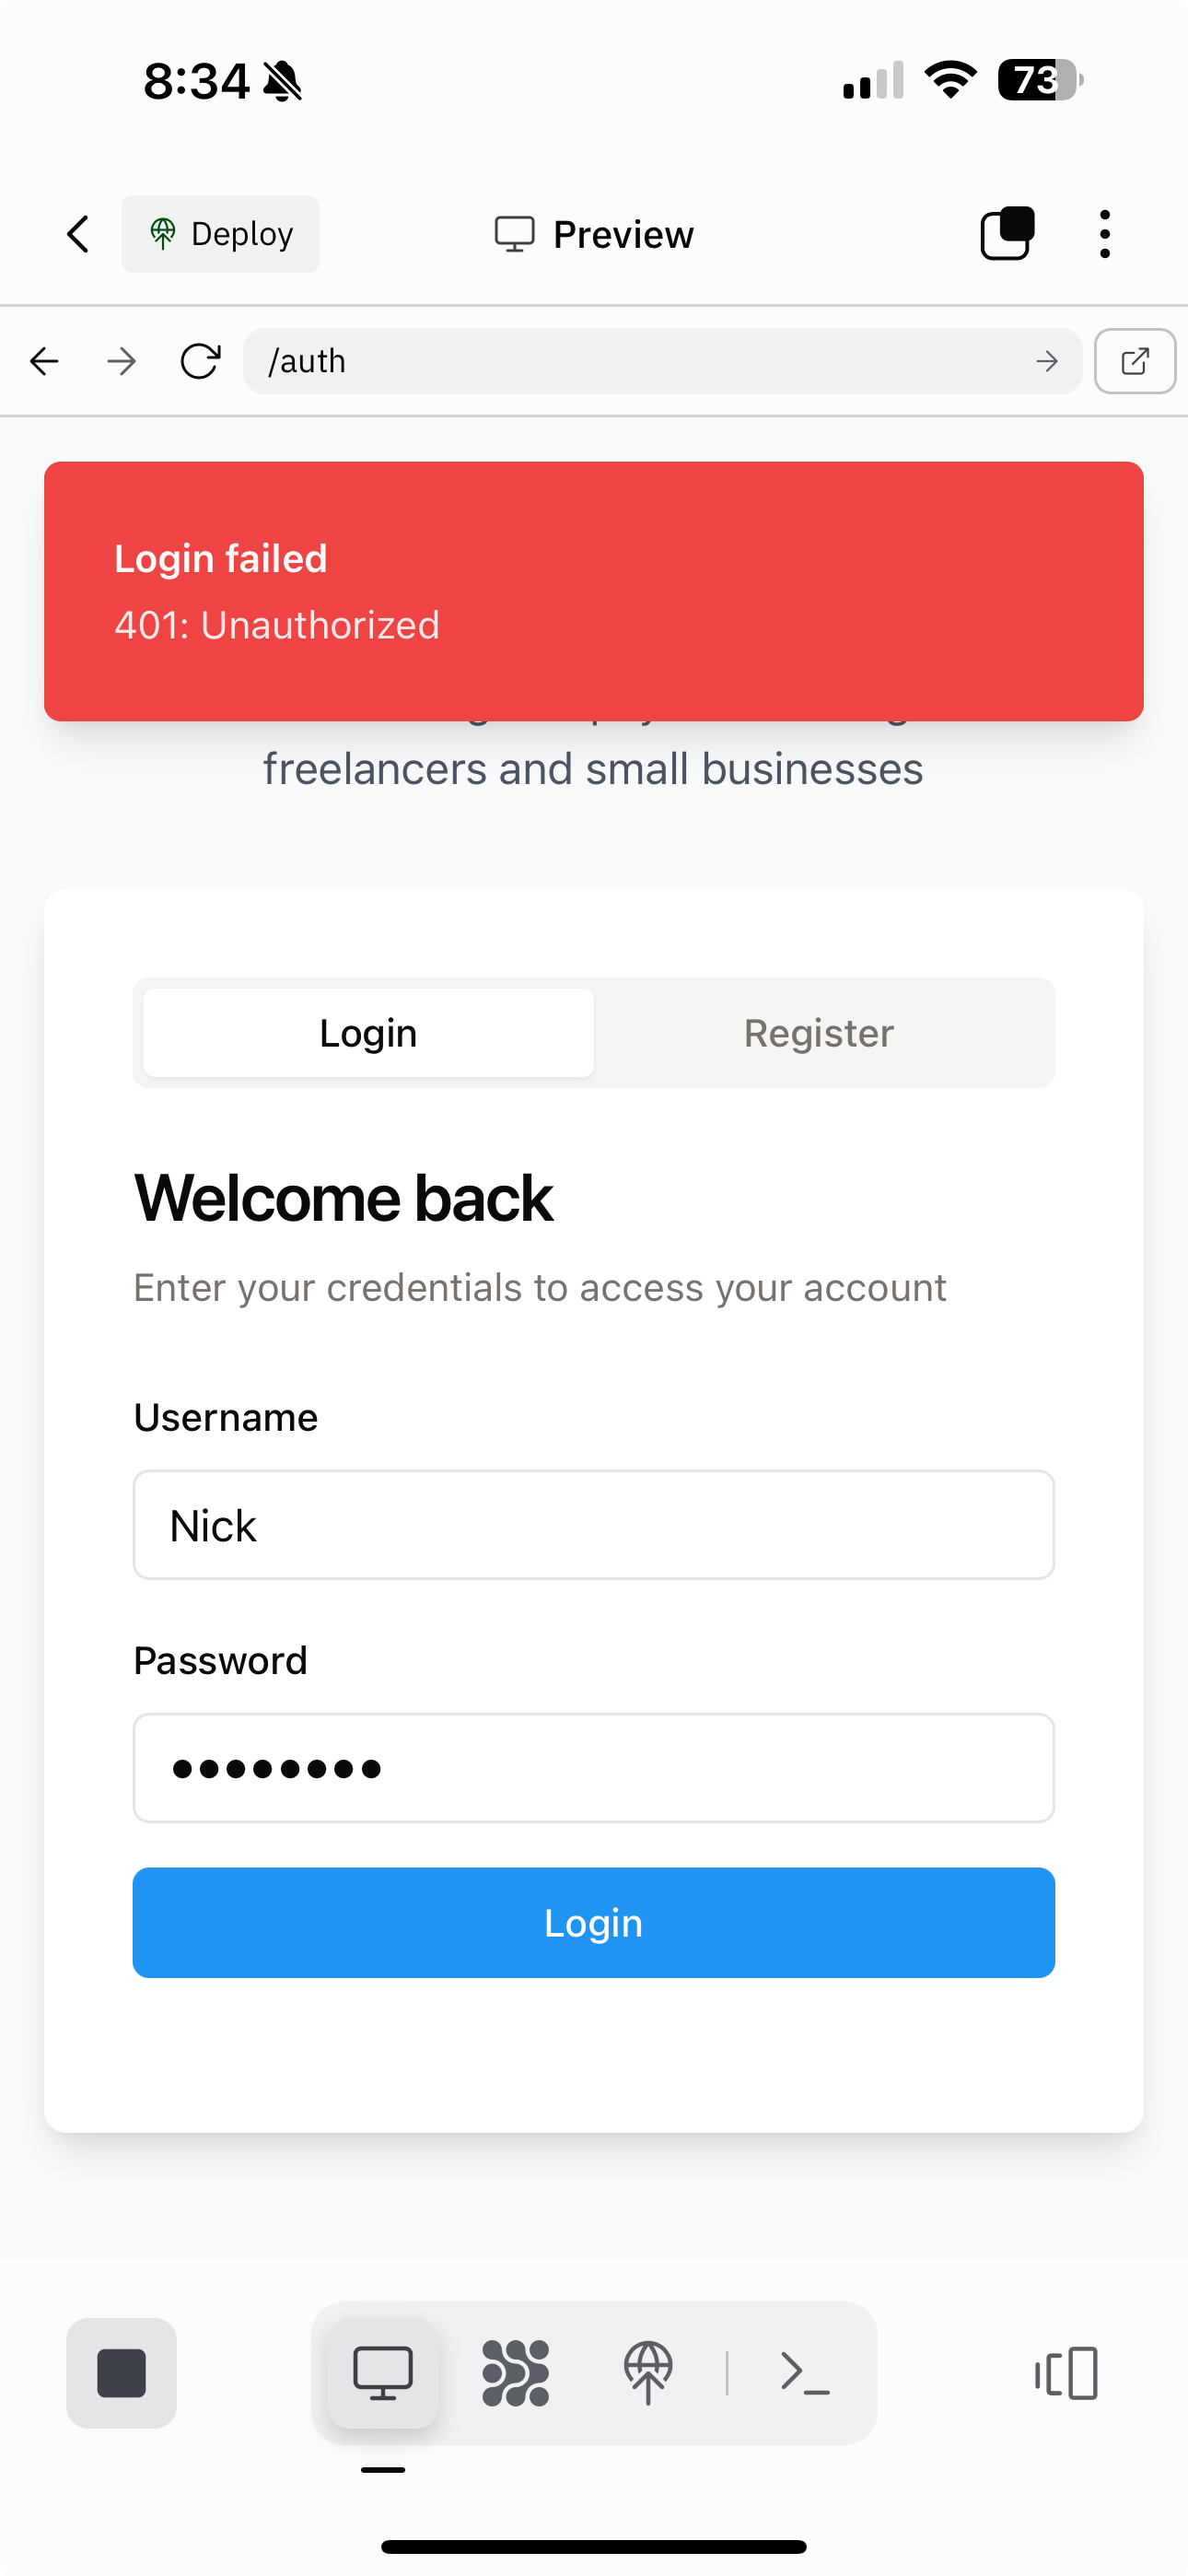 8:34
73
Deploy
Preview
/auth
Login failed
401: Unauthorized
freelancers and small businesses
Login
Register
Welcome back
Enter your credentials to access your account
Username
Nick
Password
Login